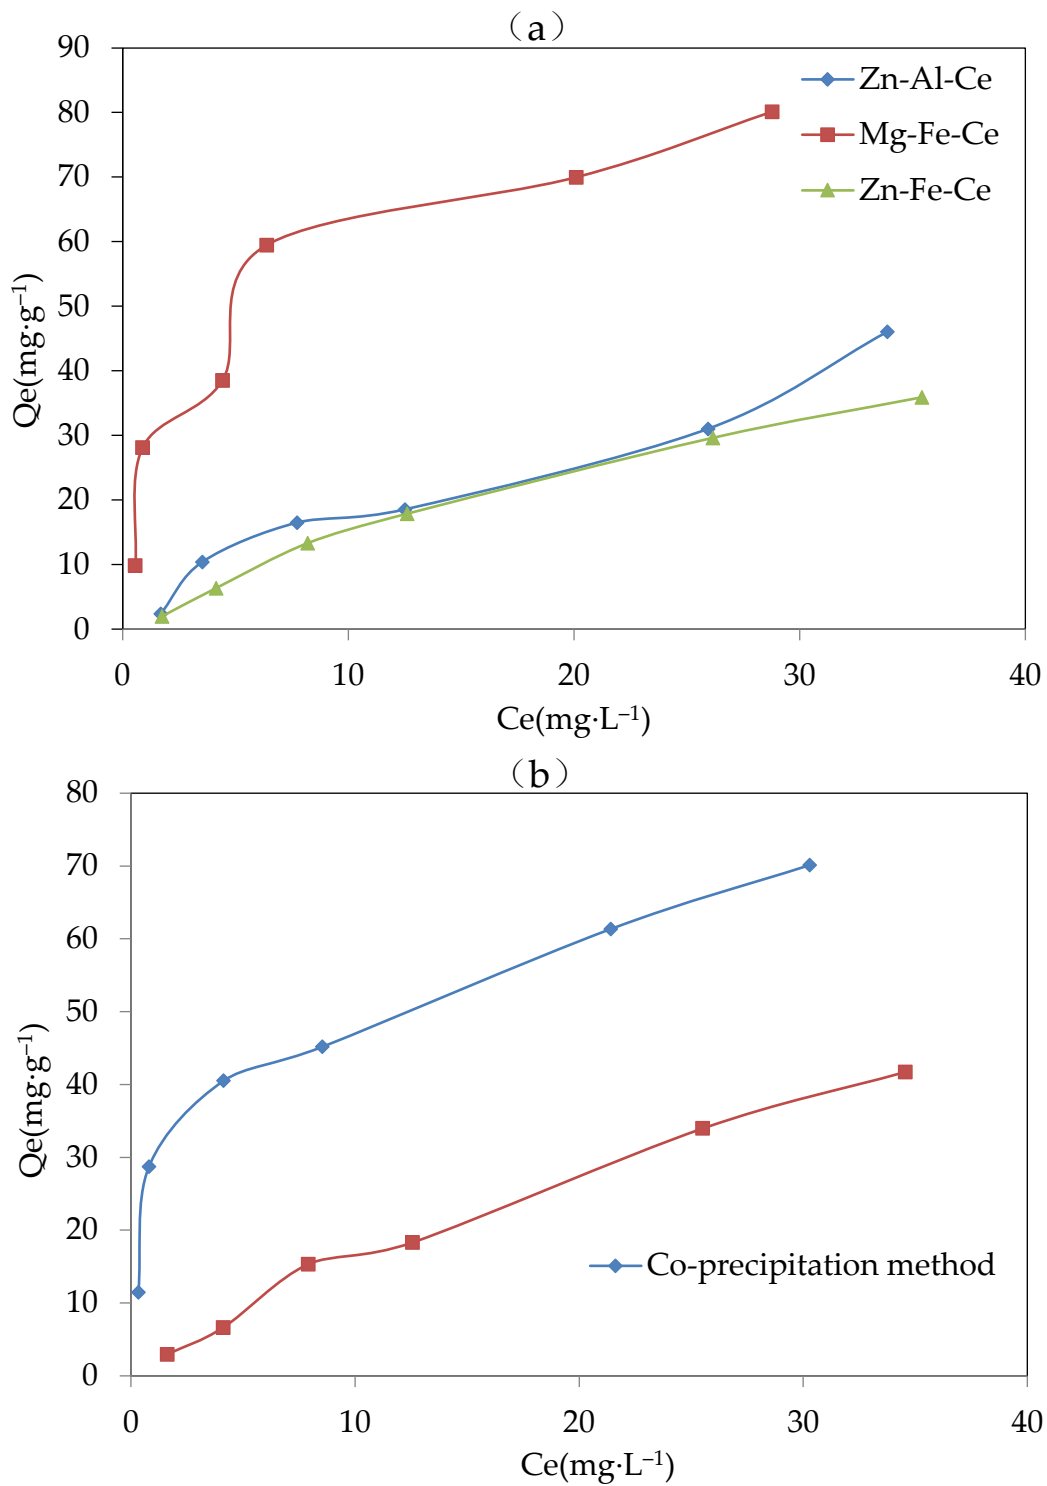 （a）
90
80
70
60
50
40
30
20
10
0
Qe(mg·g⁻¹)
Zn-Al-Ce
Mg-Fe-Ce
Zn-Fe-Ce
0 10 20 30 40
Ce(mg·L⁻¹)
（b）
80
70
60
50
40
30
20
10
0
Qe(mg·g⁻¹)
Co-precipitation method
0 10 20 30 40
Ce(mg·L⁻¹)